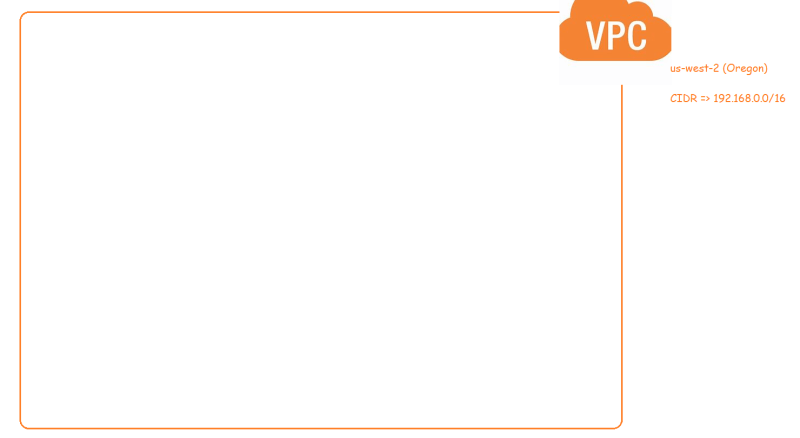 VPC
us-west-2 (Oregon)
CIDR => 192.168.0.0/16